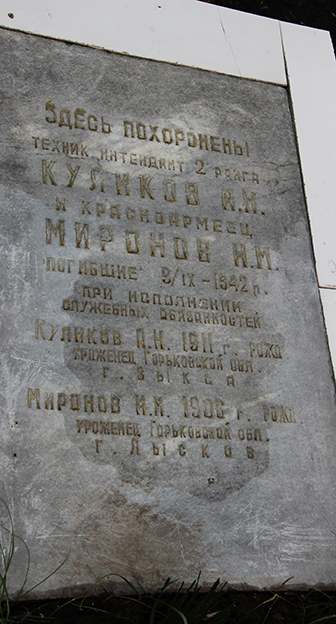 ЗДЕСЬ ПОХОРОНЕНЫ
ТЕХНИК ИНТЕНДАНТ 2 РАНГА
КУЛИКОВ А.Н.
И КРАСНОАРМЕЕЦ
МИРОНОВ И.И.
ПОГИБШИЕ 9/IX-1942 г.
ПРИ ИСПОЛНЕНИИ
СЛУЖЕБНЫХ ОБЯЗАННОСТЕЙ
КУЛИКОВ А.Н. 1911 г. РОЖД
УРОЖЕНЕЦ ГОРЬКОВСКОЙ ОБЛ.
Г. ВЫКСА
МИРОНОВ И.И. 1906 г. РОЖД.
УРОЖЕНЕЦ ГОРЬКОВСКОЙ ОБЛ.
Г. ЛЫСКОВ